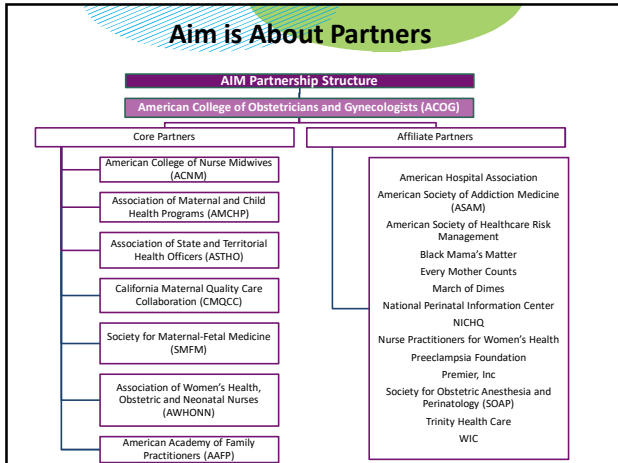 Aim is About Partners
AIM Partnership Structure
American College of Obstetricians and Gynecologists (ACOG)
Core Partners
American College of Nurse Midwives
(ACNM)
Association of Maternal and Child
Health Programs (AMCHP)
Association of State and Territorial
Health Officers (ASTHO)
California Maternal Quality Care
Collaboration (CMQCC)
Society for Maternal-Fetal Medicine
(SMFM)
Association of Women's Health,
Obstetric and Neonatal Nurses
(AWHONN)
American Academy of Family
Practitioners (AAFP)
Affiliate Partners
American Hospital Association
American Society of Addiction Medicine
(ASAM)
American Society of Healthcare Risk
Management
Black Mama's Matter
Every Mother Counts
March of Dimes
National Perinatal Information Center
NICHQ
Nurse Practitioners for Women's Health
Preeclampsia Foundation
Premier, Inc
Society for Obstetric Anesthesia and
Perinatology (SOAP)
Trinity Health Care
WIC